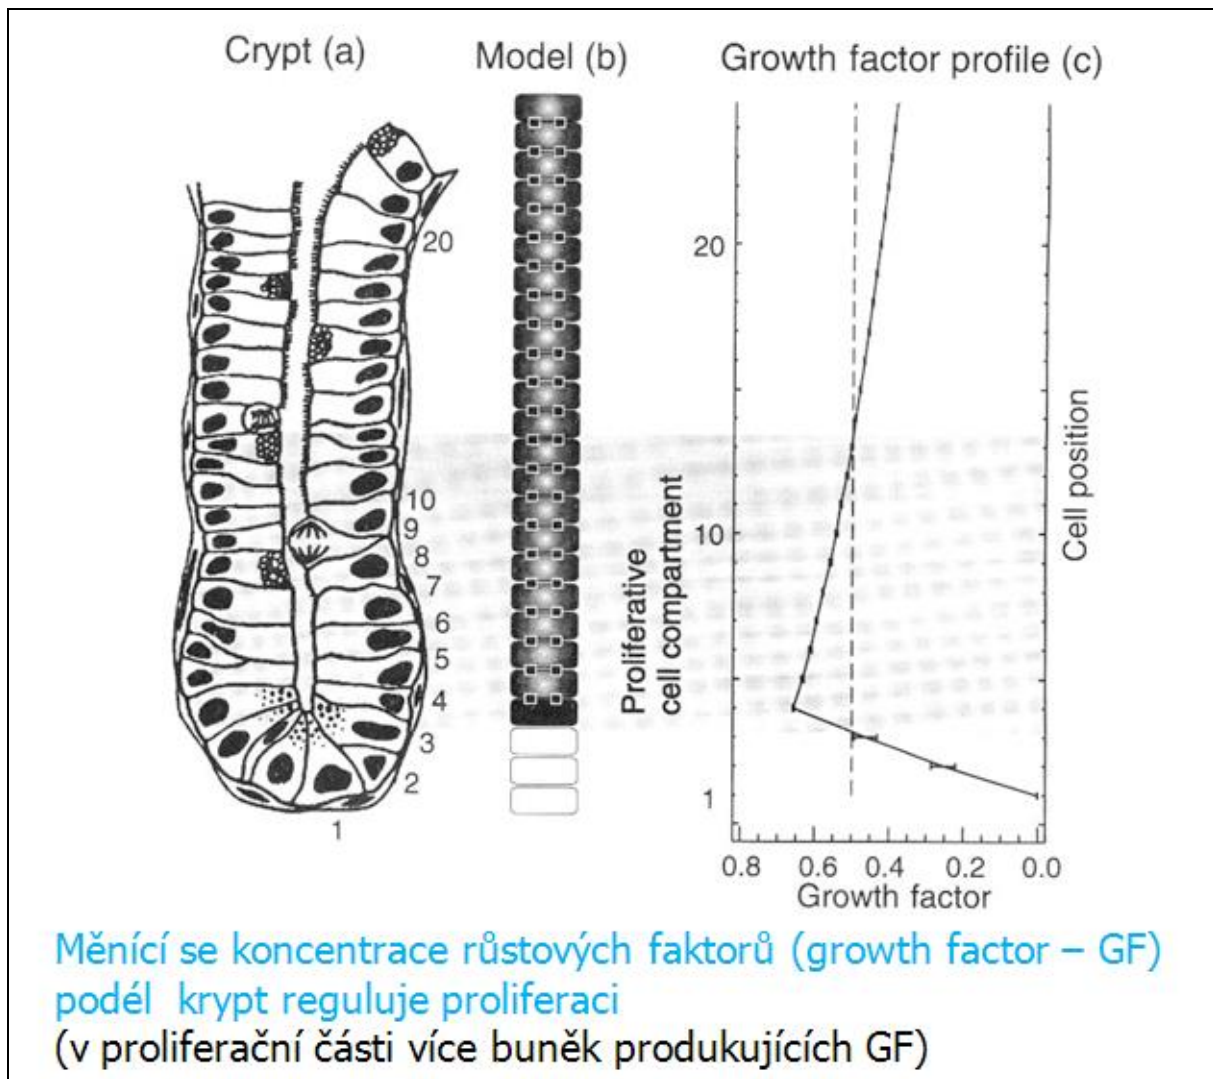 Crypt (a)
Model (b)
Growth factor profile (c)
20
10
9
8
7
6
5
4
3
2
1
Proliferative
cell compartment
20
10
1
0.8 0.6 0.4 0.2 0.0
Growth factor
Cell position
Měnící se koncentrace růstových faktorů (growth factor – GF)
podél krypt reguluje proliferaci
(v proliferační části více buněk produkujících GF)